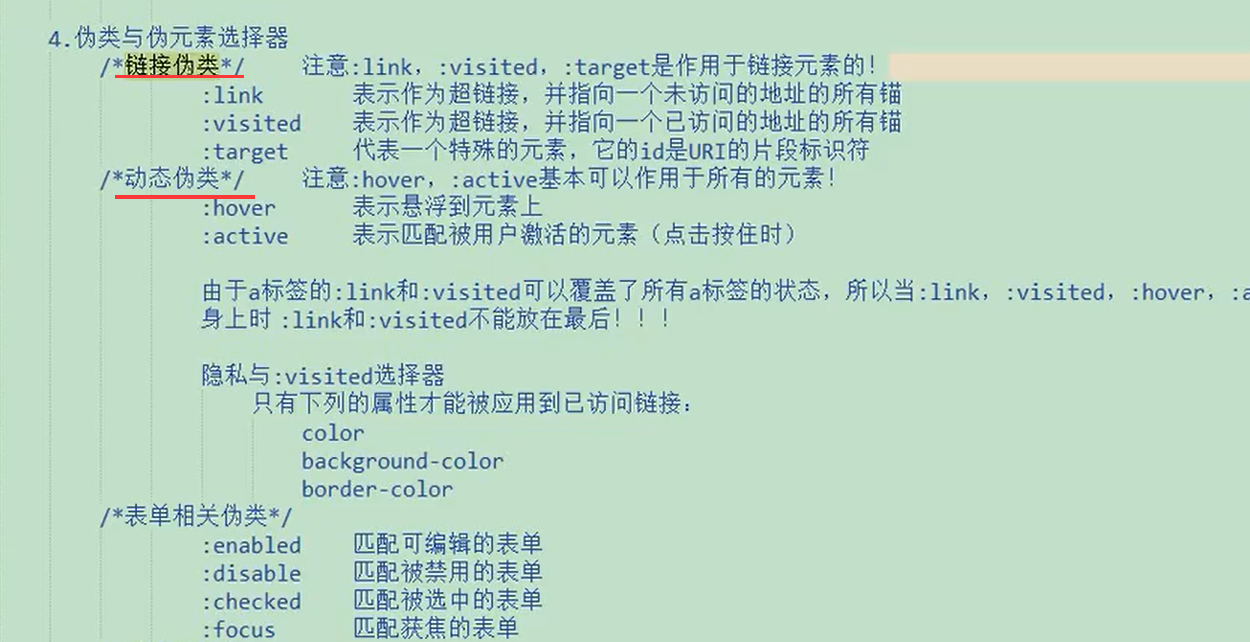 4.伪类与伪元素选择器
/*链接伪类*/ 注意:link，:visited，:target是作用于链接元素的！
:link 表示作为超链接，并指向一个未访问的地址的所有锚
:visited 表示作为超链接，并指向一个已访问的地址的所有锚
:target 代表一个特殊的元素，它的id是URI的片段标识符
/*动态伪类*/ 注意:hover，:active基本可以作用于所有的元素！
:hover 表示悬浮到元素上
:active 表示匹配被用户激活的元素（点击按住时）
由于a标签的:link和:visited可以覆盖了所有a标签的状态，所以当:link，:visited，:hover，:a
身上时 :link和:visited不能放在最后！！！
隐私与:visited选择器
只有下列的属性才能被应用到已访问链接：
color
background-color
border-color
/*表单相关伪类*/
:enabled 匹配可编辑的表单
:disable 匹配被禁用的表单
:checked 匹配被选中的表单
:focus 匹配获焦的表单